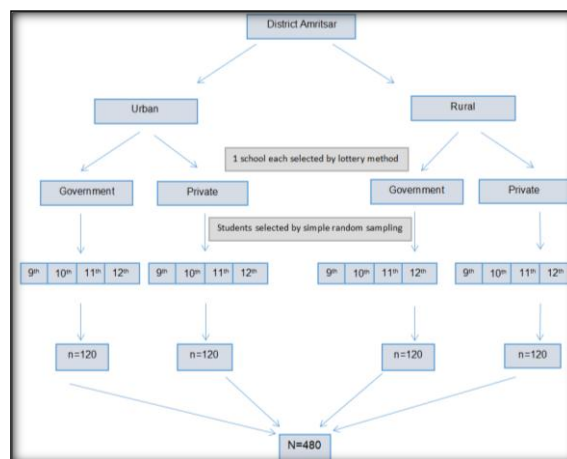 District Amritsar
Urban
Rural
1 school each selected by lottery method
Government
Private
Government
Private
Students selected by simple random sampling
9th 10th 11th 12th
9th 10th 11th 12th
9th 10th 11th 12th
9th 10th 11th 12th
n=120
n=120
n=120
n=120
N=480